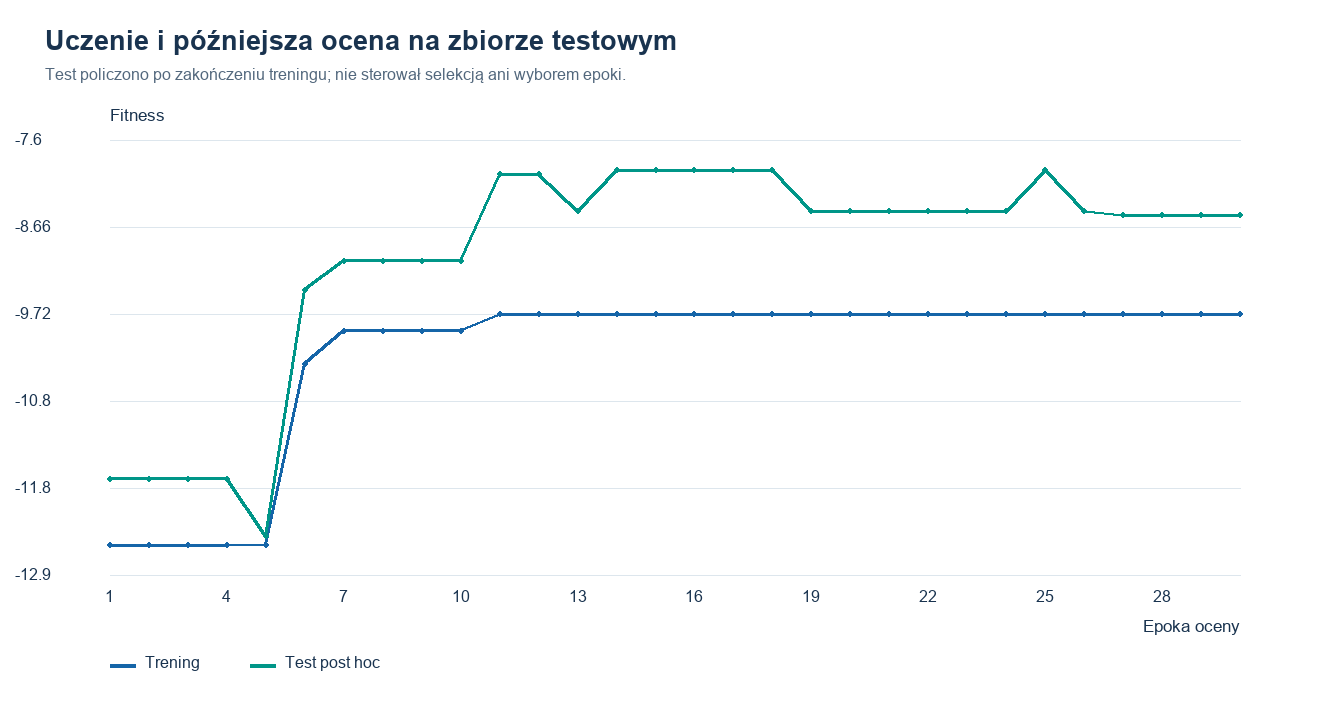 Uczenie i późniejsza ocena na zbiorze testowym
Test policzono po zakończeniu treningu; nie sterował selekcją ani wyborem epoki.
Fitness
-7.6
-8.66
-9.72
-10.8
-11.8
-12.9
1 4 7 10 13 16 19 22 25 28
Epoka oceny
Trening Test post hoc